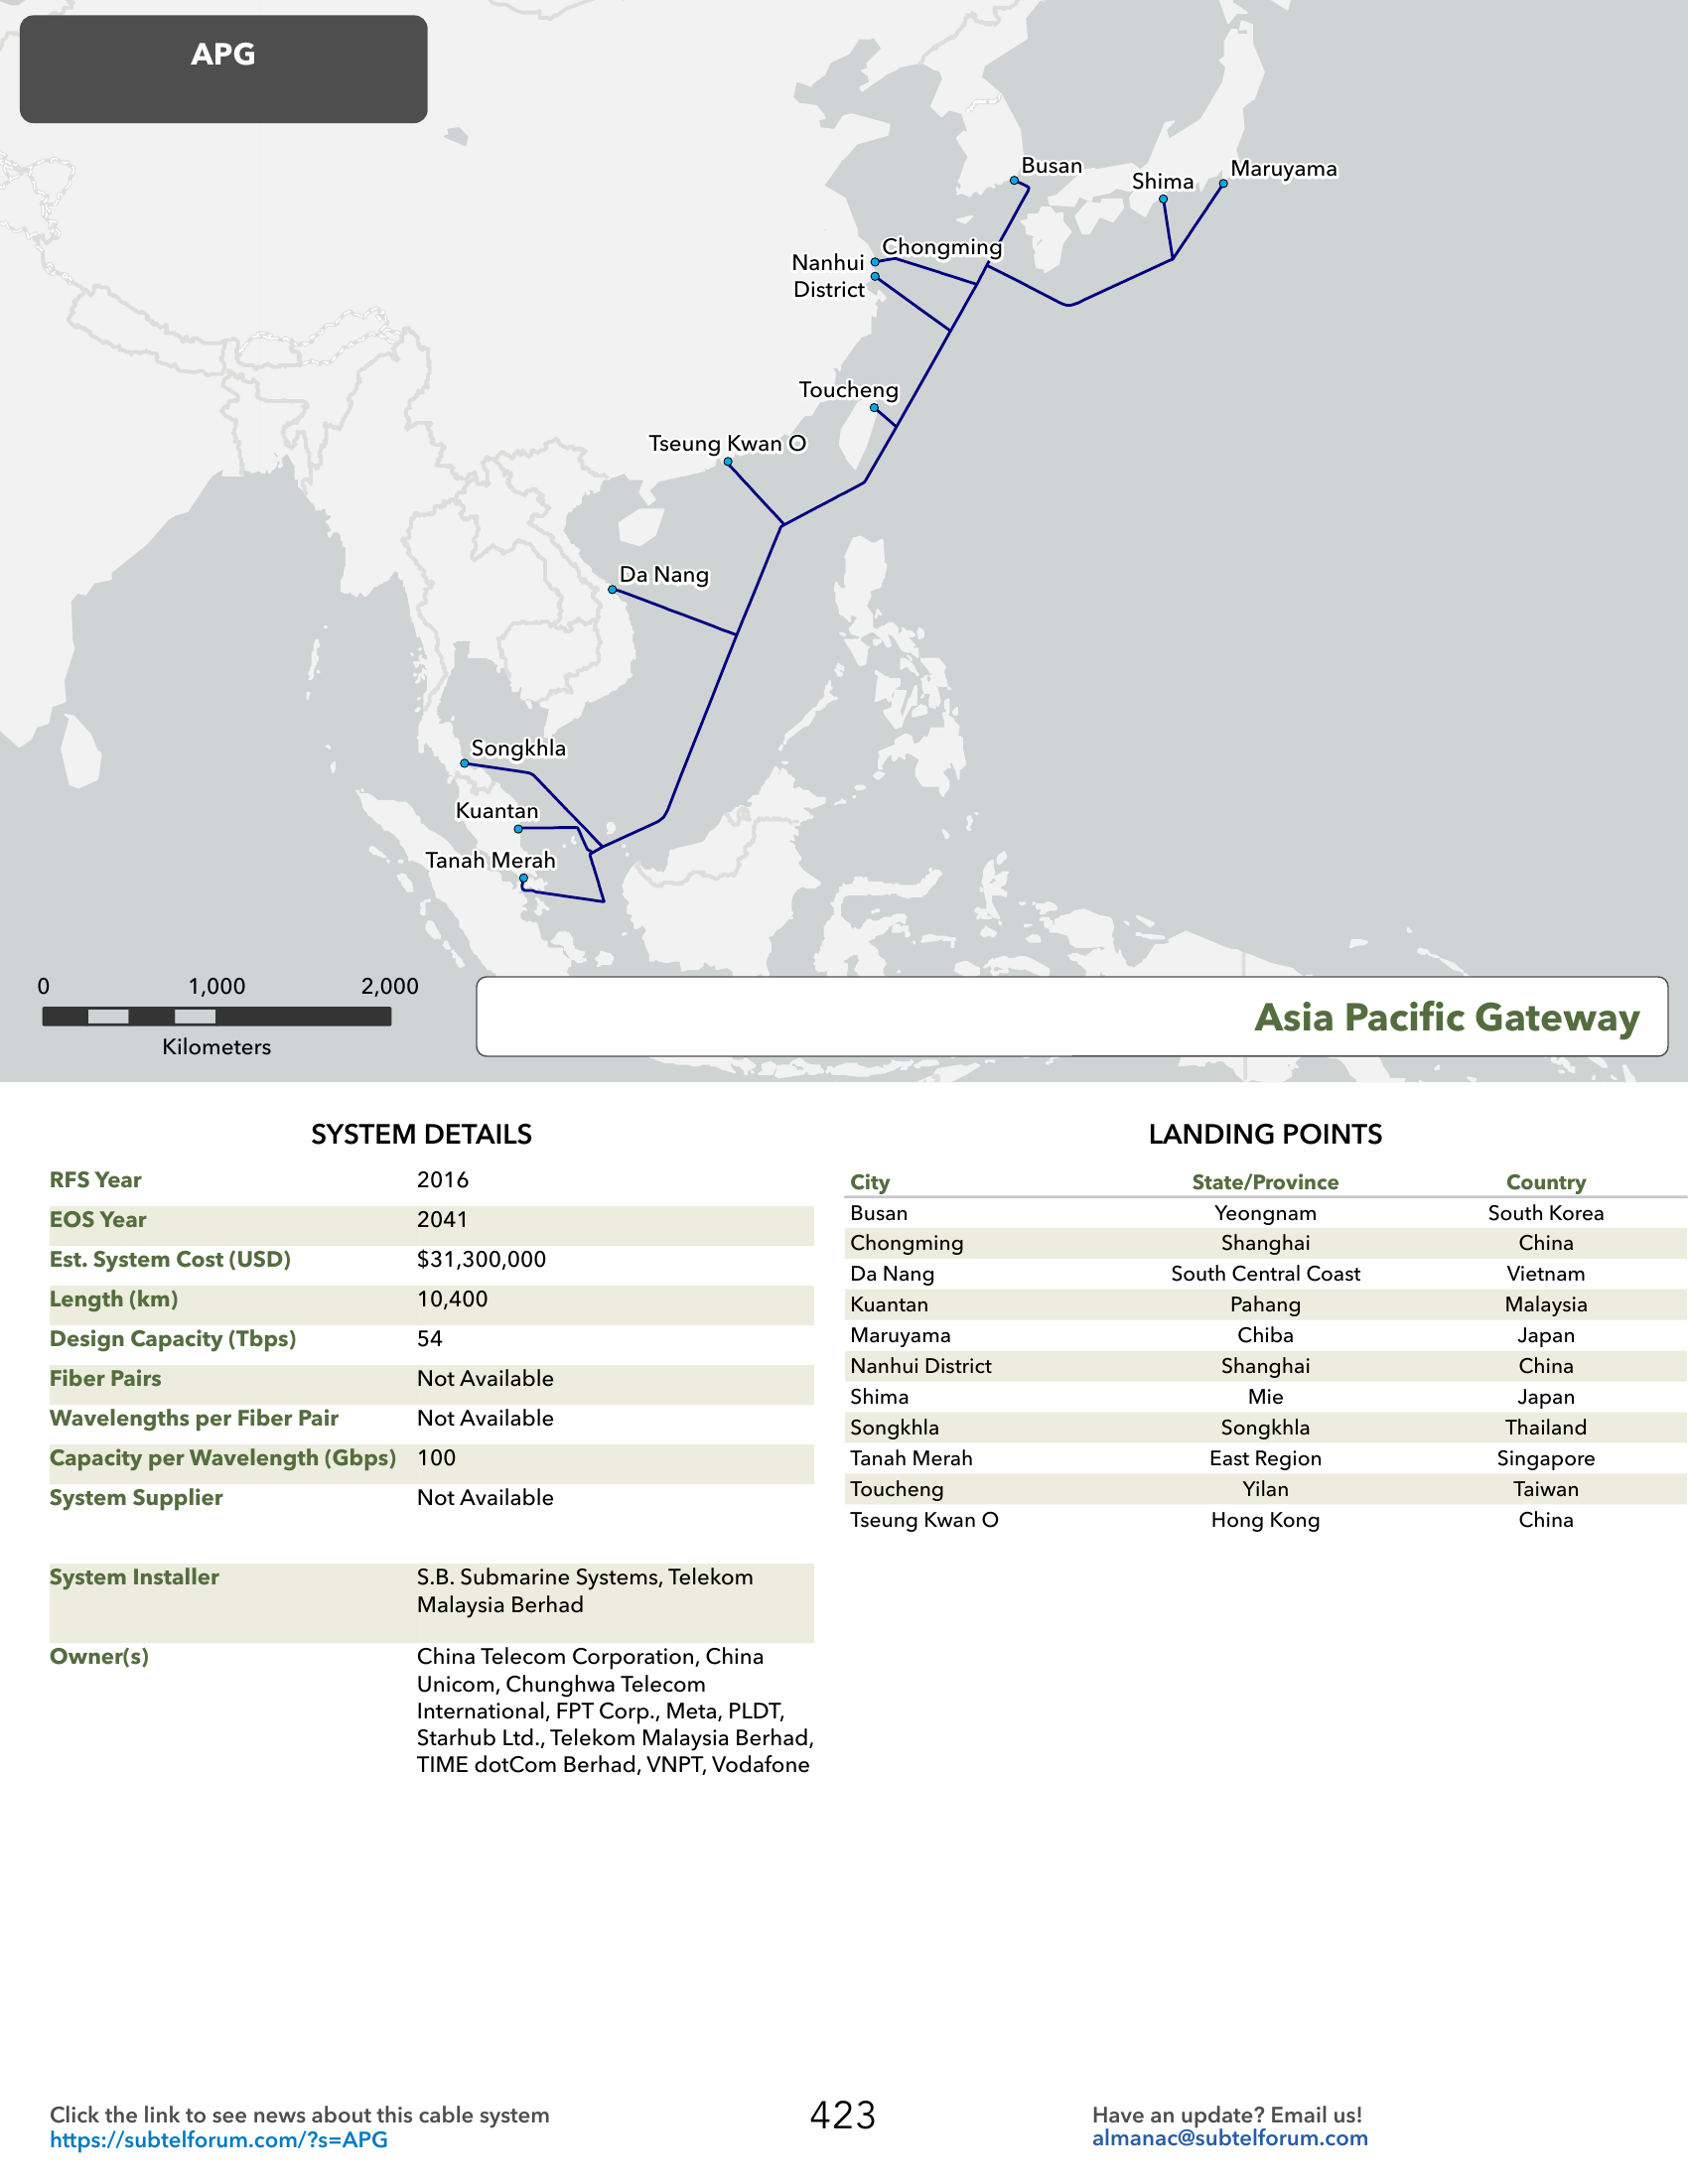 APG
Busan
Maruyama
Shima
Chongming
Nanhui
District
Toucheng
Tseung Kwan O
Da Nang
Songkhla
Kuantan
Tanah Merah
0 1,000 2,000
Kilometers
Asia Pacific Gateway
SYSTEM DETAILS
RFS Year 2016
EOS Year 2041
Est. System Cost (USD) $31,300,000
Length (km) 10,400
Design Capacity (Tbps) 54
Fiber Pairs Not Available
Wavelengths per Fiber Pair Not Available
Capacity per Wavelength (Gbps) 100
System Supplier Not Available
System Installer S.B. Submarine Systems, Telekom
Malaysia Berhad
Owner(s) China Telecom Corporation, China
Unicom, Chunghwa Telecom
International, FPT Corp., Meta, PLDT,
Starhub Ltd., Telekom Malaysia Berhad,
TIME dotCom Berhad, VNPT, Vodafone
LANDING POINTS
City State/Province Country
Busan Yeongnam South Korea
Chongming Shanghai China
Da Nang South Central Coast Vietnam
Kuantan Pahang Malaysia
Maruyama Chiba Japan
Nanhui District Shanghai China
Shima Mie Japan
Songkhla Songkhla Thailand
Tanah Merah East Region Singapore
Toucheng Yilan Taiwan
Tseung Kwan O Hong Kong China
Click the link to see news about this cable system
https://subtelforum.com/?s=APG
423
Have an update? Email us!
almanac@subtelforum.com